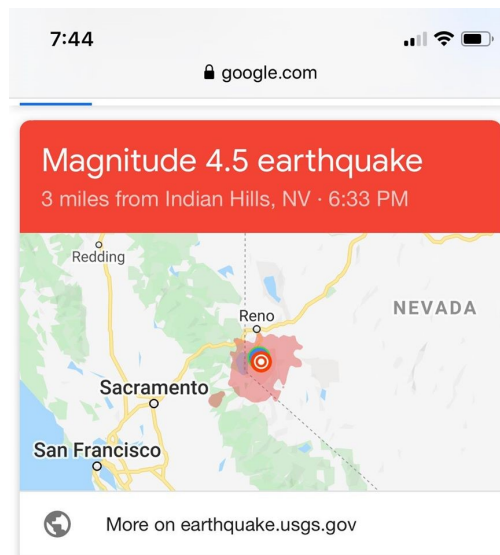 7:44
google.com
Magnitude 4.5 earthquake
3 miles from Indian Hills, NV · 6:33 PM
Redding
Reno
NEVADA
Sacramento
San Francisco
More on earthquake.usgs.gov